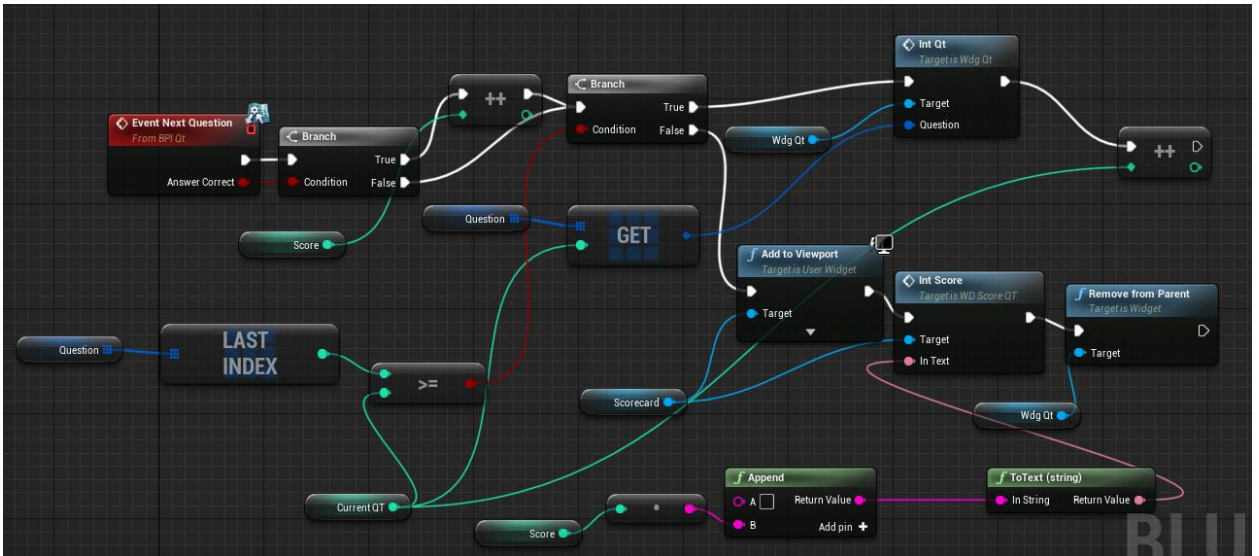 Int Qt
Target is Wdg Qt
Target
Question
Wdg Qt
++
Branch
True
Condition
False
++
Event Next Question
From BPI Qt
Answer Correct
Branch
True
Condition
False
Score
Question
GET
Add to Viewport
Target is User Widget
Target
Int Score
Target is WD Score QT
Target
In Text
Remove from Parent
Target is Widget
Target
Question
LAST
INDEX
>=
Scorecard
Wdg Qt
Current QT
Score
Append
A
Return Value
B
Add pin +
ToText (string)
In String
Return Value
BLU